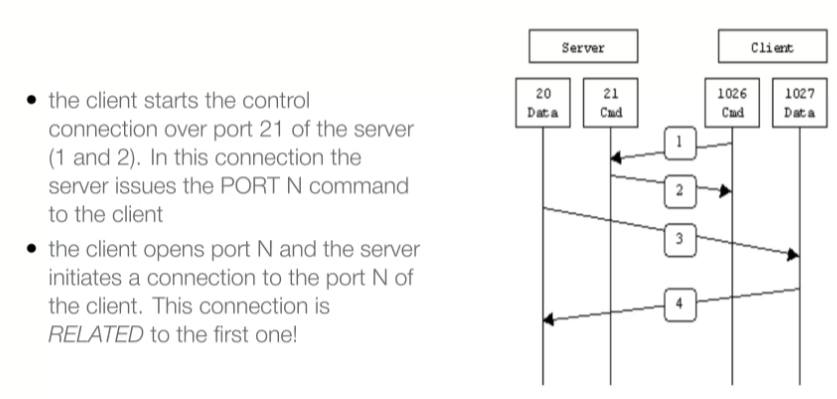 • the client starts the control
connection over port 21 of the server
(1 and 2). In this connection the
server issues the PORT N command
to the client
• the client opens port N and the server
initiates a connection to the port N of
the client. This connection is
RELATED to the first one!
Server
Client
20
Data
21
Cmd
1026
Cmd
1027
Data
1
2
3
4